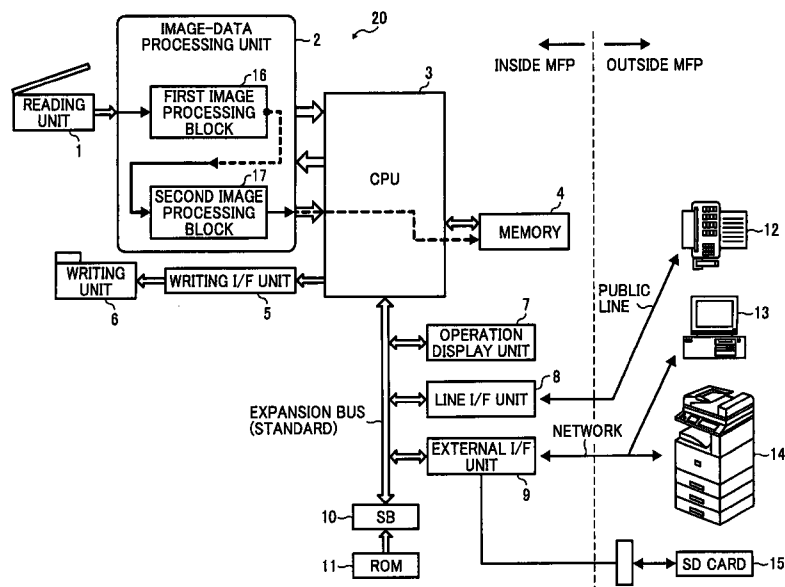 IMAGE-DATA
PROCESSING UNIT
2
20
INSIDE MFP
OUTSIDE MFP
16
FIRST IMAGE
PROCESSING
BLOCK
READING
UNIT
1
3
CPU
17
SECOND IMAGE
PROCESSING
BLOCK
4
MEMORY
12
WRITING
UNIT
6
WRITING I/F UNIT
5
PUBLIC
LINE
13
7
OPERATION
DISPLAY UNIT
8
LINE I/F UNIT
EXPANSION BUS
(STANDARD)
NETWORK
EXTERNAL I/F
UNIT
9
14
10
SB
11
ROM
SD CARD
15